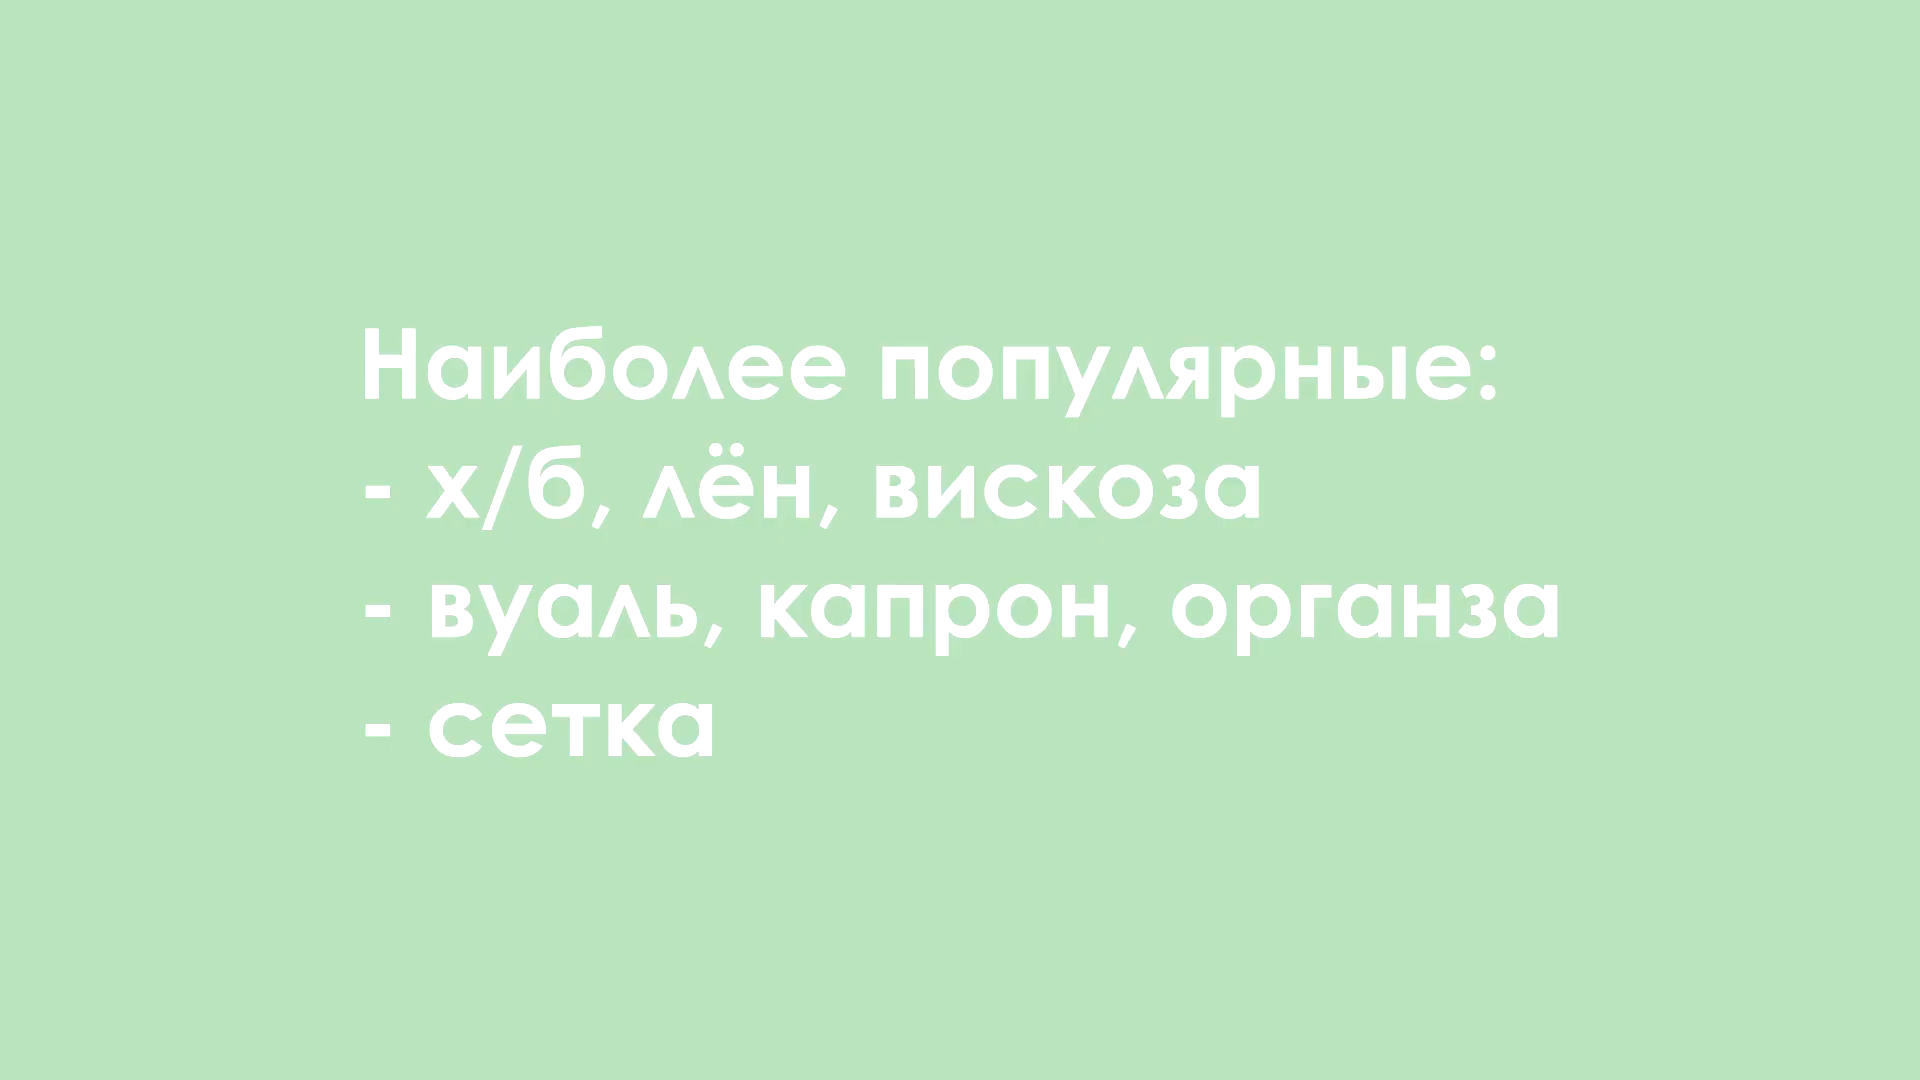 Наиболее популярные:
- х/б, лён, вискоза
- вуаль, капрон, органза
- сетка